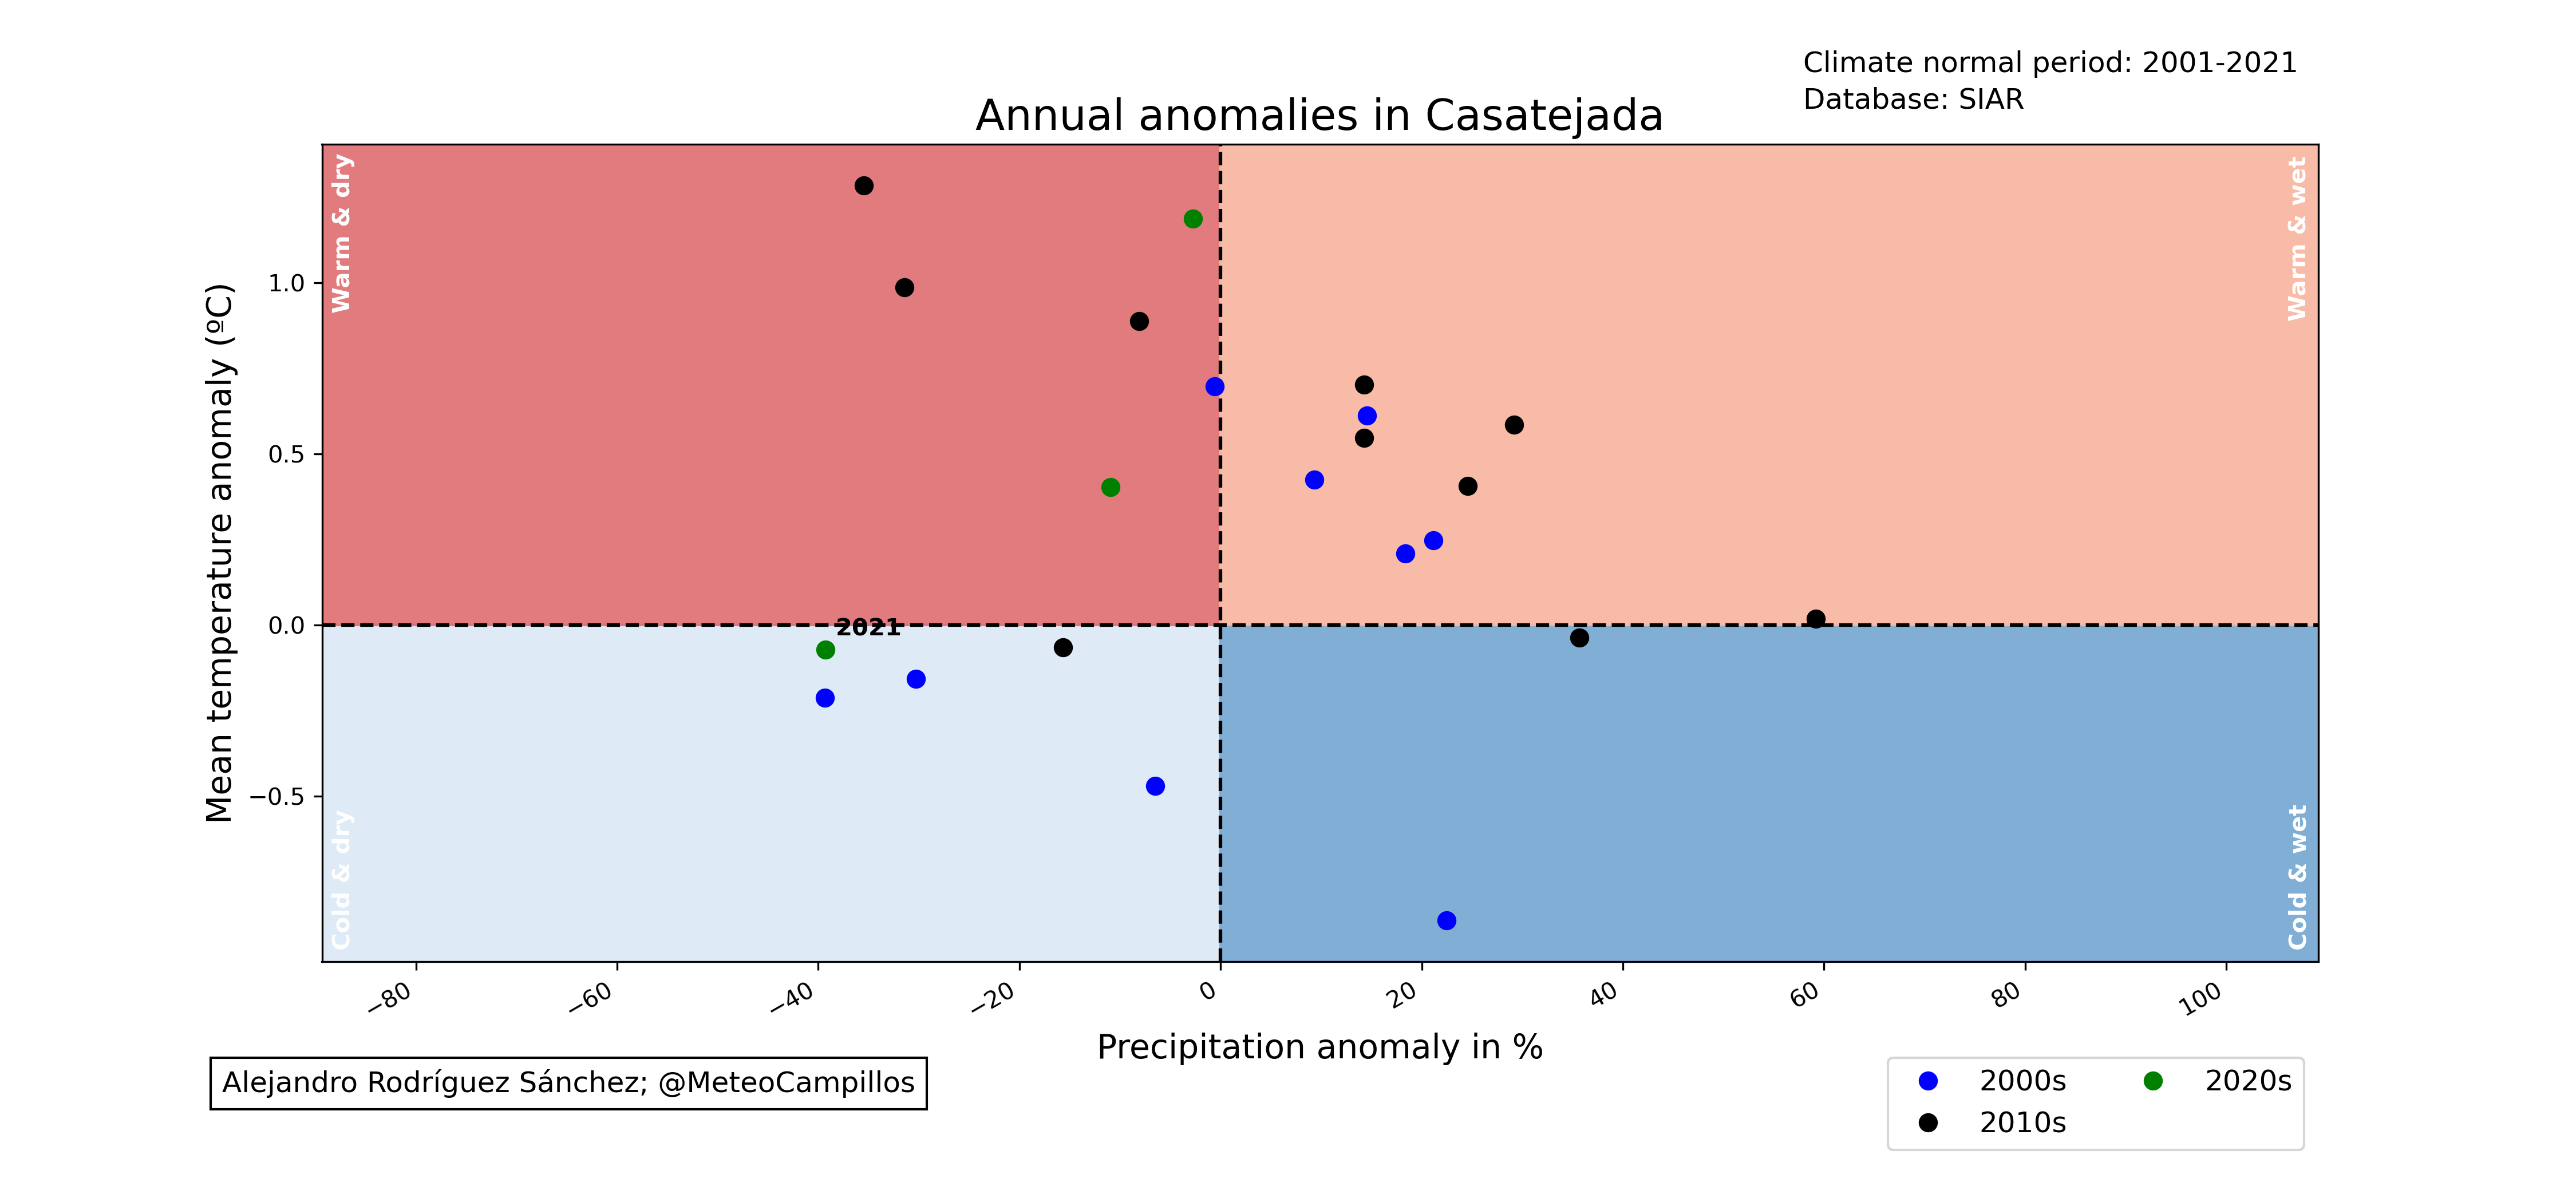 Climate normal period: 2001-2021
Database: SIAR
Annual anomalies in Casatejada
Warm & dry
Warm & wet
Mean temperature anomaly (ºC)
1.0
0.5
0.0
−0.5
2021
Cold & dry
Cold & wet
−80 −60 −40 −20 0 20 40 60 80 100
Precipitation anomaly in %
Alejandro Rodríguez Sánchez; @MeteoCampillos
2000s 2020s
2010s